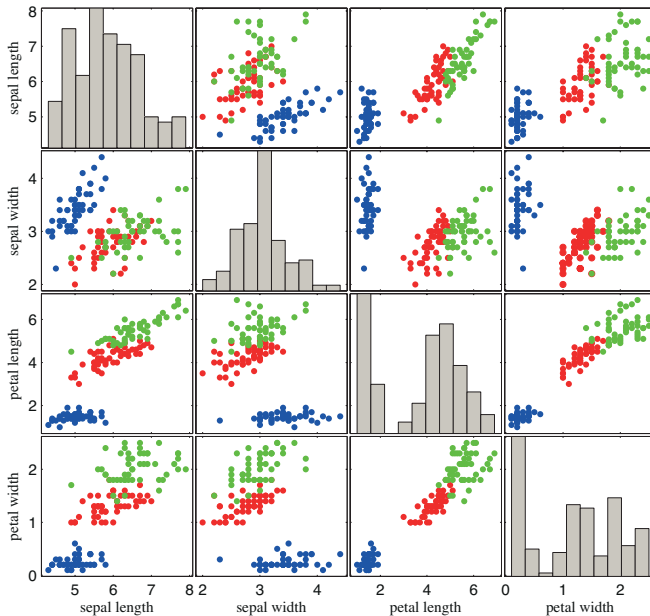 8
7
6
5
sepal length
4
3
2
sepal width
6
4
2
petal length
2
1
0
petal width
5 6 7 8 2 3 4 2 4 6 0 1 2
sepal length sepal width petal length petal width